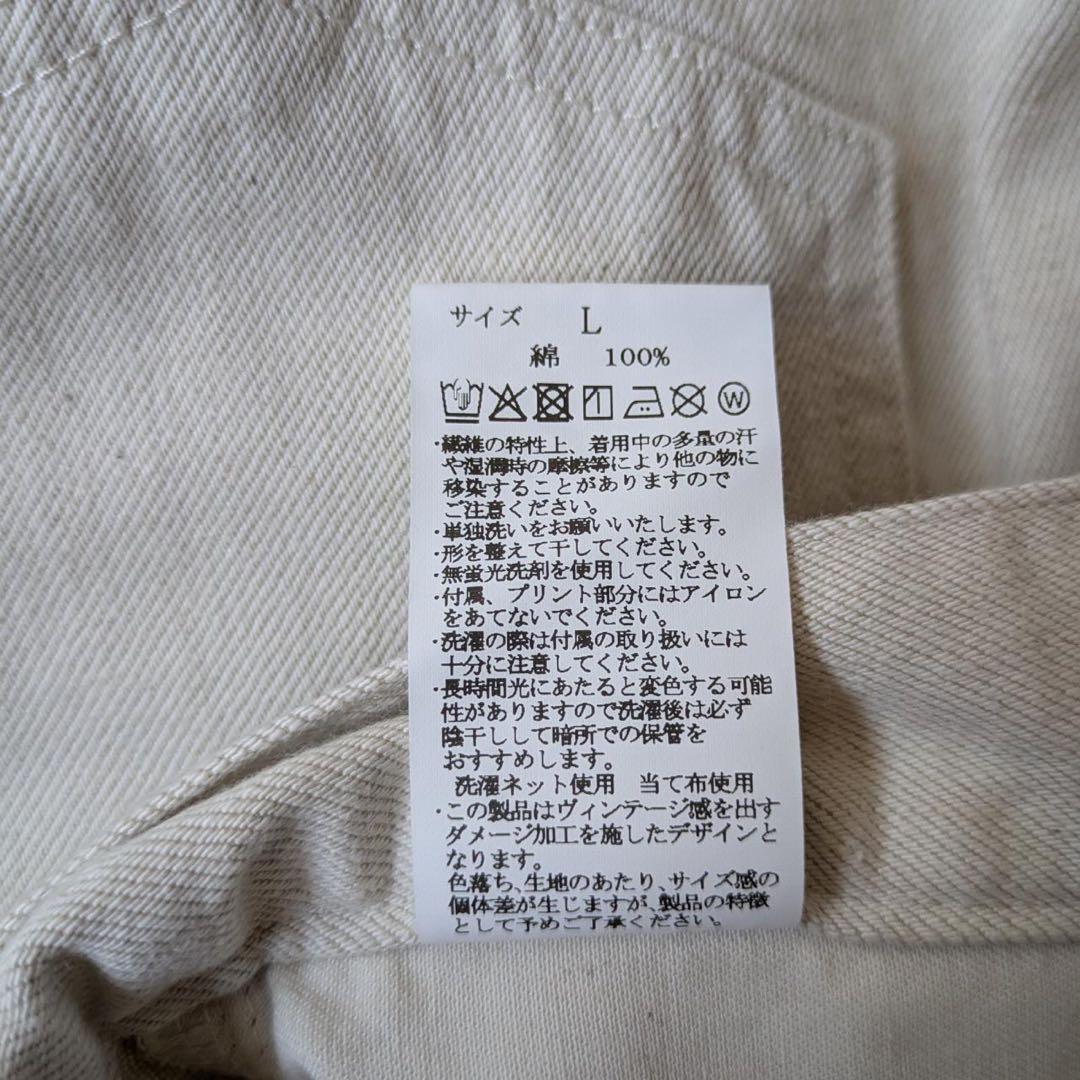 サイズ L
綿 100%
W
・繊維の特性上、着用中の多量の汗
や湿潤時の摩擦等により他の物に
移染することがありますので
ご注意ください。
・単独洗いをお願いいたします。
・形を整えて干してください。
・無蛍光洗剤を使用してください。
・付属、プリント部分にはアイロン
をあてないでください。
・洗濯の際は付属の取り扱いには
十分に注意してください。
・長時間光にあたると変色する可能
性がありますので洗濯後は必ず
陰干しして暗所での保管を
おすすめします。
洗濯ネット使用 当て布使用
・この製品はヴィンテージ感を出す
ダメージ加工を施したデザインと
なります。
色落ち、生地のあたり、サイズ感の
個体差が生じますが、製品の特徴
として予めご了承ください。